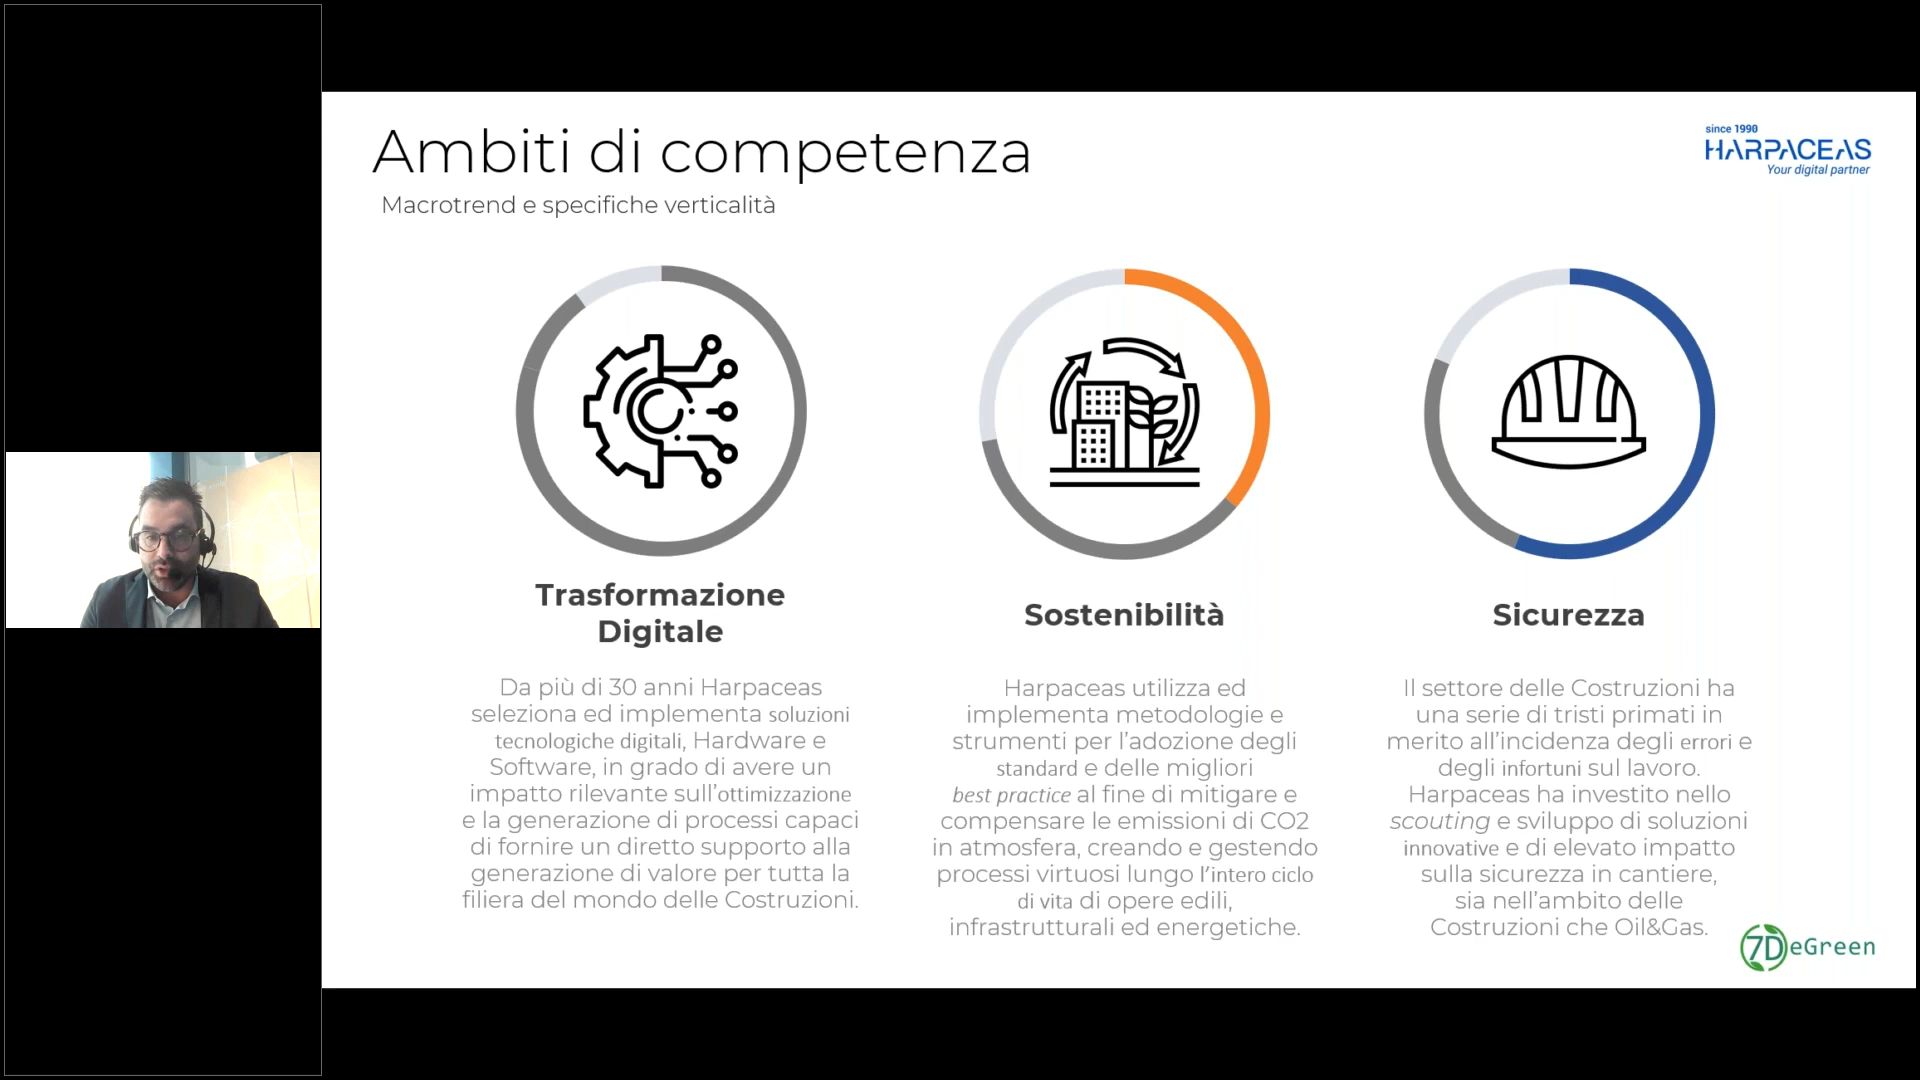 Ambiti di competenza
Macrotrend e specifiche verticalità
since 1990
HARPACEAS
Your digital partner
Trasformazione
Digitale
Da più di 30 anni Harpaceas
seleziona ed implementa soluzioni
tecnologiche digitali, Hardware e
Software, in grado di avere un
impatto rilevante sull'ottimizzazione
e la generazione di processi capaci
di fornire un diretto supporto alla
generazione di valore per tutta la
filiera del mondo delle Costruzioni.
Sostenibilità
Harpaceas utilizza ed
implementa metodologie e
strumenti per l'adozione degli
standard e delle migliori
best practice al fine di mitigare e
compensare le emissioni di CO2
in atmosfera, creando e gestendo
processi virtuosi lungo l'intero ciclo
di vita di opere edili,
infrastrutturali ed energetiche.
Sicurezza
Il settore delle Costruzioni ha
una serie di tristi primati in
merito all'incidenza degli errori e
degli infortuni sul lavoro.
Harpaceas ha investito nello
scouting e sviluppo di soluzioni
innovative e di elevato impatto
sulla sicurezza in cantiere,
sia nell'ambito delle
Costruzioni che Oil&Gas.
7DeGreen